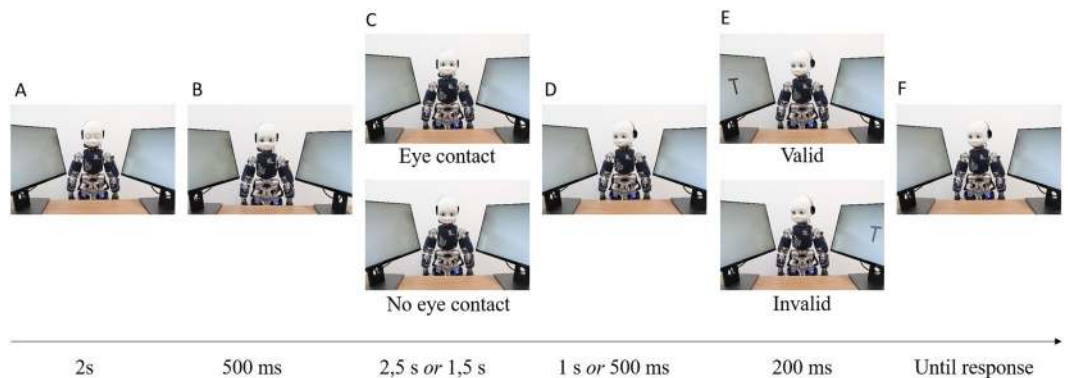 A
B
C
Eye contact
No eye contact
D
E
T
Valid
T
Invalid
F
2s
500 ms
2,5 s or 1,5 s
1 s or 500 ms
200 ms
Until response